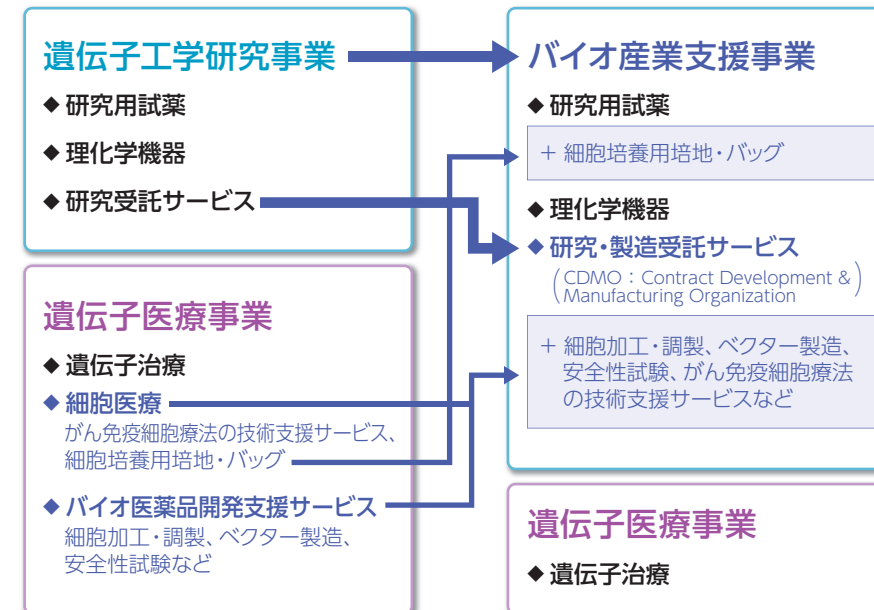 遺伝子工学研究事業
◆ 研究用試薬
◆ 理化学機器
◆ 研究受託サービス
遺伝子医療事業
◆ 遺伝子治療
◆ 細胞医療
がん免疫細胞療法の技術支援サービス、
細胞培養用培地・バッグ
◆ バイオ医薬品開発支援サービス
細胞加工・調製、ベクター製造、
安全性試験など
バイオ産業支援事業
◆ 研究用試薬
＋ 細胞培養用培地・バッグ
◆ 理化学機器
◆ 研究・製造受託サービス
(CDMO：Contract Development &
Manufacturing Organization)
＋ 細胞加工・調製、ベクター製造、
安全性試験、がん免疫細胞療法
の技術支援サービスなど
遺伝子医療事業
◆ 遺伝子治療